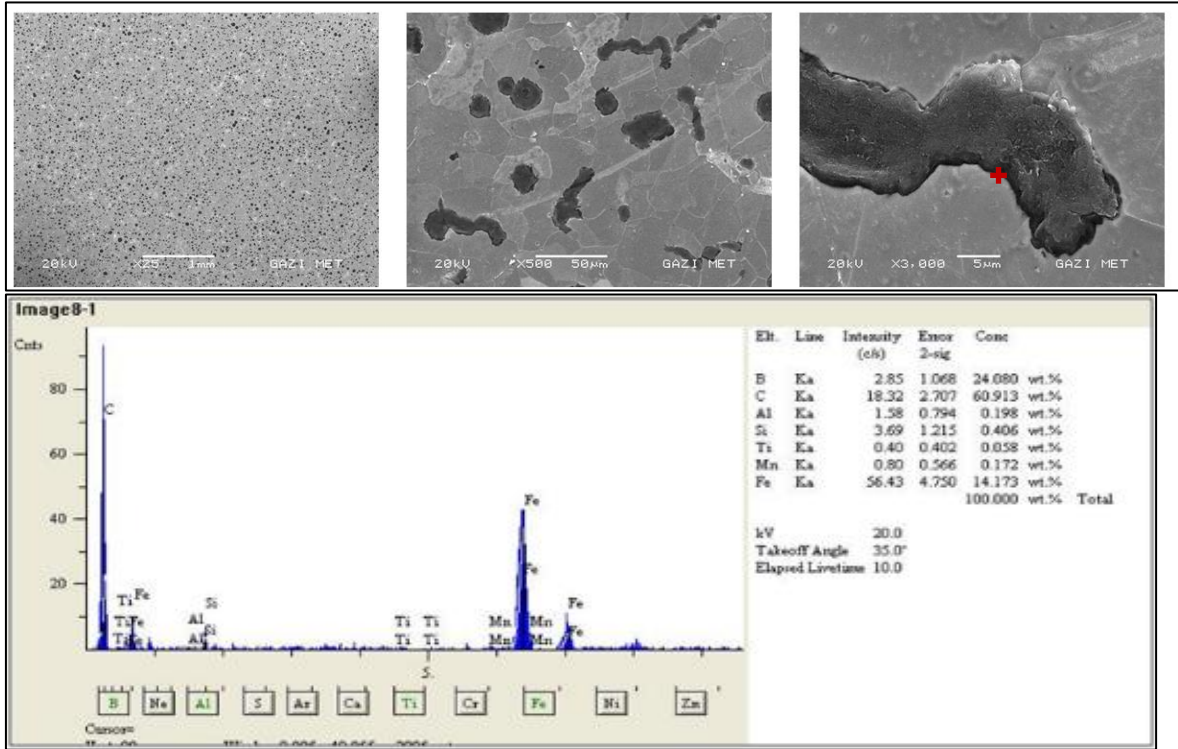 20kV X25 1mm GAZI MET
20kV X500 50µm GAZI MET
20kV X3,000 5µm GAZI MET
Image8-1
Cnts
Elt. Line Intensity Error Conc
(c/s) 2-sig
B Ka 2.85 1.068 24.080 wt.%
C Ka 18.32 2.707 60.913 wt.%
Al Ka 1.58 0.794 0.198 wt.%
Si Ka 3.69 1.215 0.406 wt.%
Ti Ka 0.40 0.402 0.058 wt.%
Mn Ka 0.80 0.566 0.172 wt.%
Fe Ka 56.43 4.750 14.173 wt.%
100.000 wt.% Total
kV 20.0
Takeoff Angle 35.0°
Elapsed Livetime 10.0
80
60
40
20
C
Fe
Fe
Fe
Fe
Ti Fe
Ti Fe
Ti Fe
Si
Al
Si
Al
Ti Ti
Ti Ti
Mn Mn
Mn Mn
5.
B Ne Al S Ar Ca Ti Cr Fe Ni Zn
Cursor=